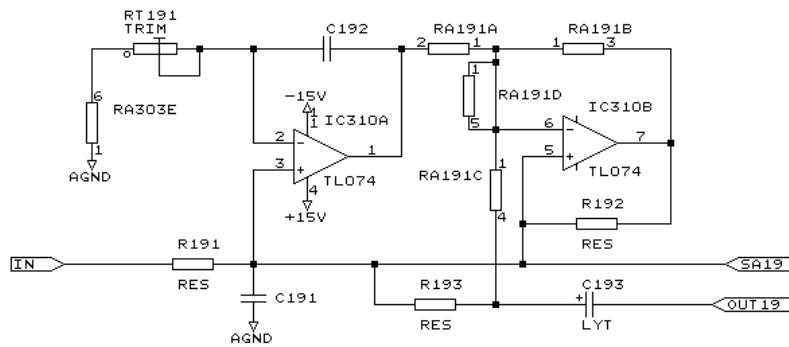 RT191
TRIM
C192
RA191A
RA191B
2
1
1
3
6
1
RA303E
AGND
-15V
1
1
IC310A
2
3
1
4
TL074
+15V
1
RA191D
5
IC310B
6
5
7
TL074
RA191C
1
4
R192
RES
IN
R191
RES
SA19
C191
AGND
R193
RES
+
C193
LYT
OUT19